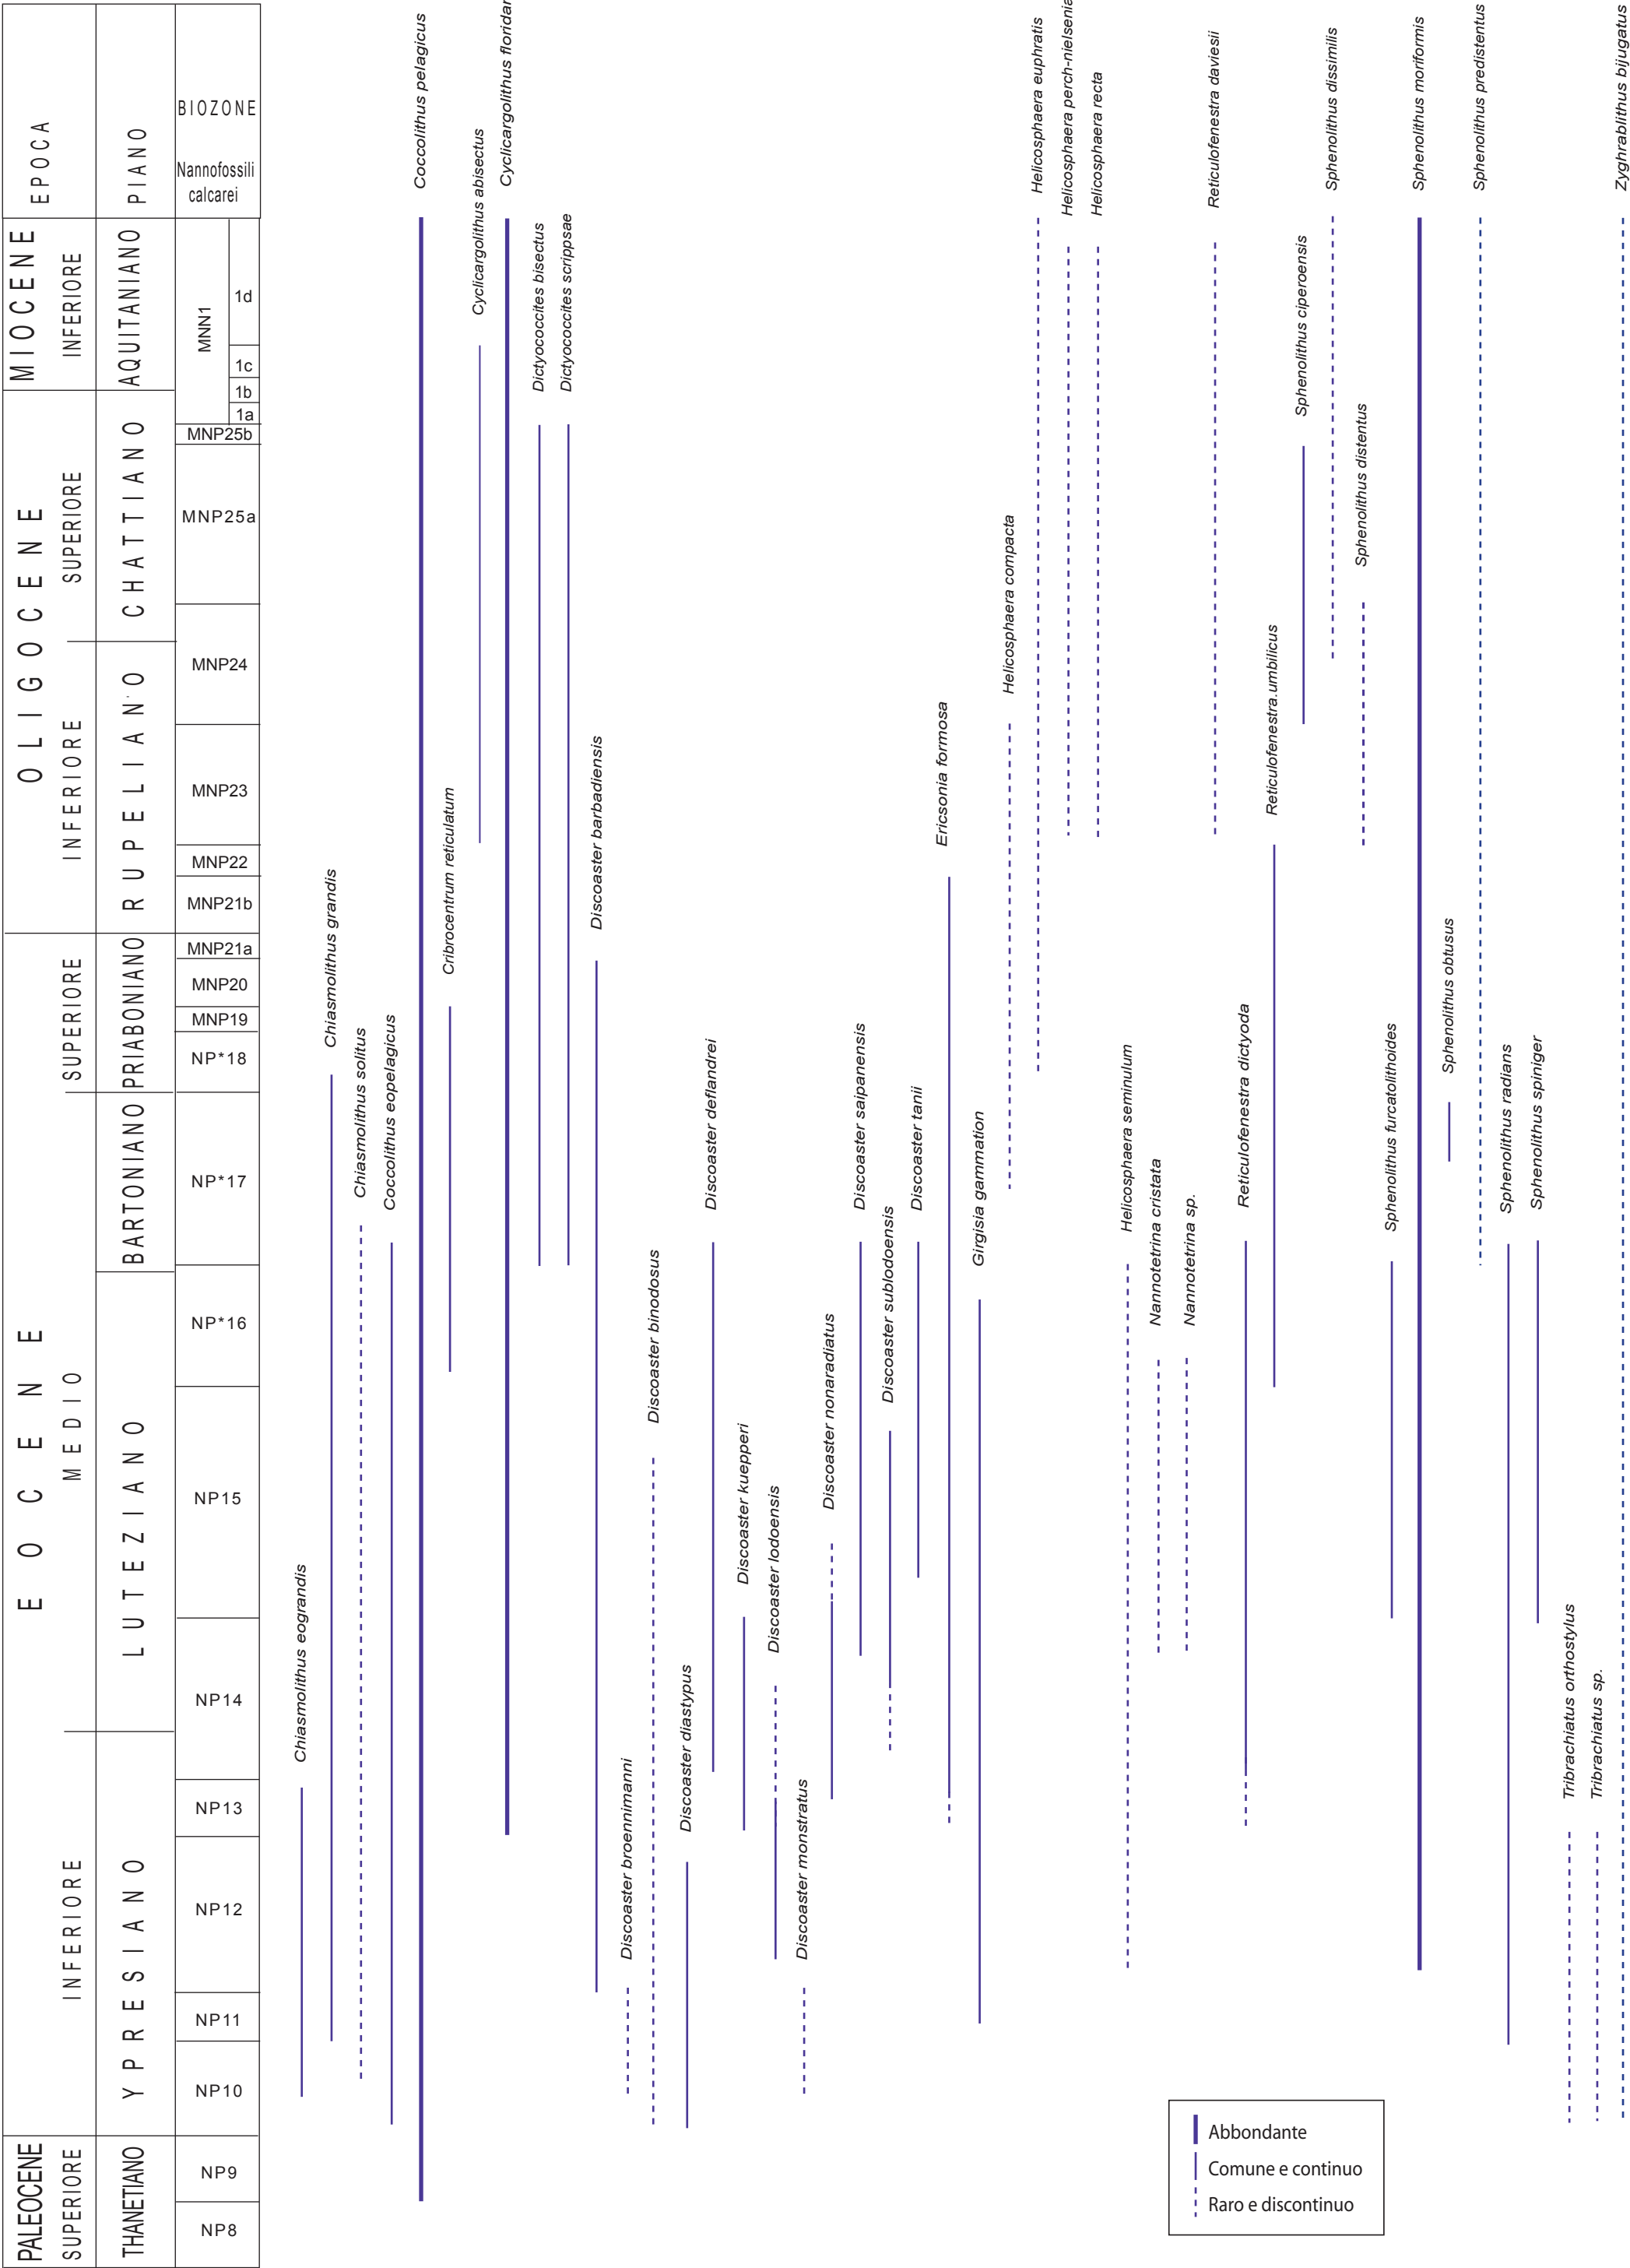 EPOCA
PIANO
BIOZONE
Nannofossili
calcarei
MIOCENE
INFERIORE
AQUITANIANO
MNN1
1d
1c
1b
1a
OLIGOCENE
SUPERIORE
CHATTIANO
MNP25b
MNP25a
MNP24
INFERIORE
RUPELIANO
MNP23
MNP22
MNP21b
EOCENE
SUPERIORE
PRIABONIANO
MNP21a
MNP20
MNP19
NP*18
MEDIO
BARTONIANO
NP*17
NP*16
LUTEZIANO
NP15
NP14
INFERIORE
YPRESIANO
NP13
NP12
NP11
NP10
PALEOCENE
SUPERIORE
THANETIANO
NP9
NP8
Chiasmolithus eograndis
Chiasmolithus grandis
Chiasmolithus solitus
Coccolithus eopelagicus
Coccolithus pelagicus
Cribrocentrum reticulatum
Cyclicargolithus abisectus
Cyclicargolithus floridan
Dictyococcites bisectus
Dictyococcites scrippsae
Discoaster barbadiensis
Discoaster broennimanni
Discoaster binodosus
Discoaster diastypus
Discoaster deflandrei
Discoaster kuepperi
Discoaster lodoensis
Discoaster monstratus
Discoaster nonaradiatus
Discoaster saipanensis
Discoaster sublodoensis
Discoaster tanii
Ericsonia formosa
Girgisia gammation
Helicosphaera compacta
Helicosphaera euphratis
Helicosphaera perch-nielsenia
Helicosphaera recta
Helicosphaera seminulum
Nannotetrina cristata
Nannotetrina sp.
Reticulofenestra daviesii
Reticulofenestra dictyoda
Reticulofenestra.umbilicus
Sphenolithus ciperoensis
Sphenolithus dissimilis
Sphenolithus distentus
Sphenolithus furcatolithoides
Sphenolithus moriformis
Sphenolithus obtusus
Sphenolithus predistentus
Sphenolithus radians
Sphenolithus spiniger
Tribrachiatus orthostylus
Tribrachiatus sp.
Zyghrablithus bijugatus
Abbondante
Comune e continuo
Raro e discontinuo